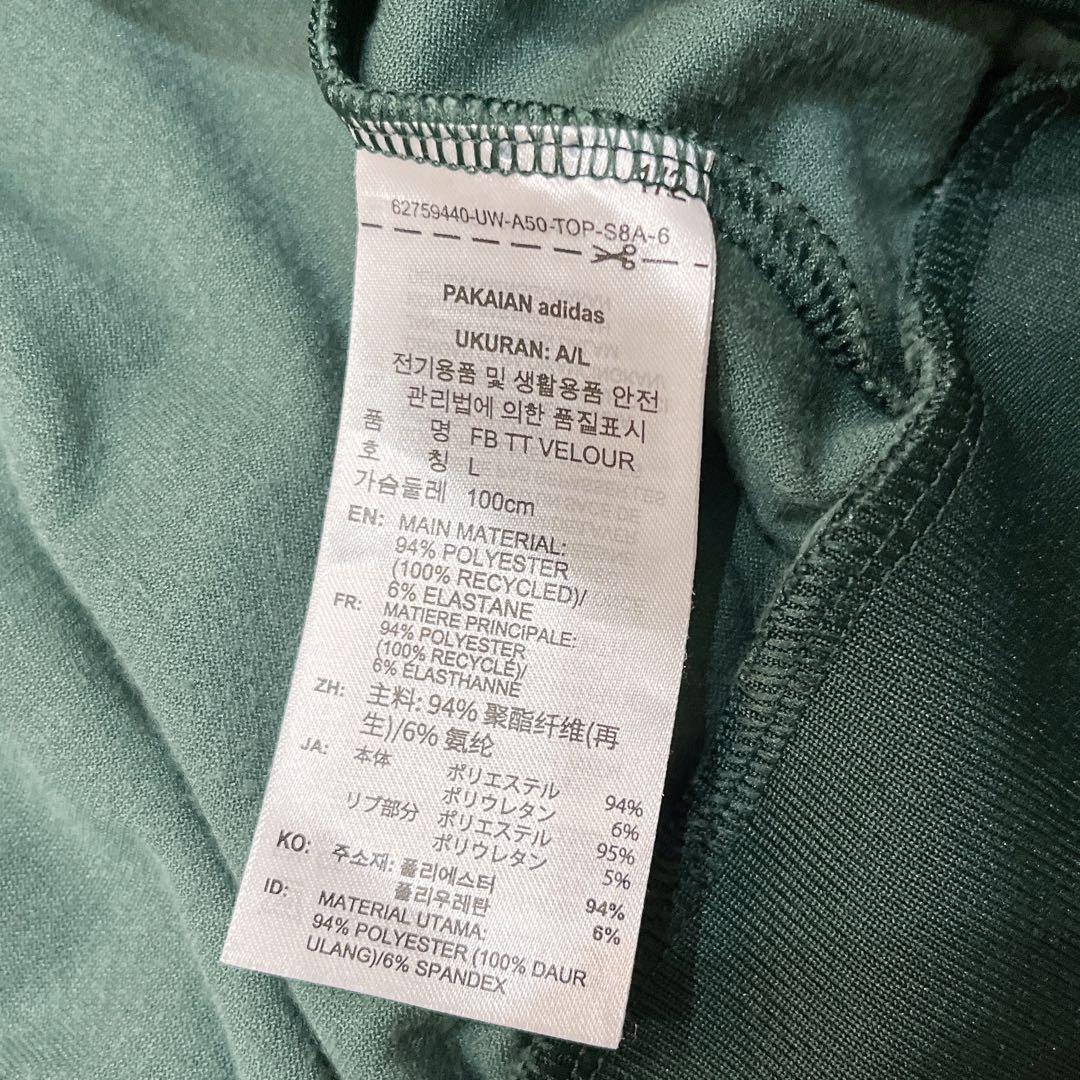 1/2
62759440-UW-A50-TOP-S8A-6
PAKAIAN adidas
UKURAN: A/L
전기용품 및 생활용품 안전
관리법에 의한 품질표시
품 명 FB TT VELOUR
호 칭 L
가슴둘레 100cm
EN: MAIN MATERIAL:
94% POLYESTER
(100% RECYCLED)/
6% ELASTANE
FR: MATIERE PRINCIPALE:
94% POLYESTER
(100% RECYCLÉ)/
6% ÉLASTHANNE
ZH: 主料: 94% 聚酯纤维(再
生)/6% 氨纶
JA: 本体 ポリエステル 94%
ポリウレタン 6%
リブ部分 ポリエステル 95%
ポリウレタン 5%
KO: 주소재: 폴리에스터 94%
폴리우레탄 6%
ID: MATERIAL UTAMA:
94% POLYESTER (100% DAUR
ULANG)/6% SPANDEX